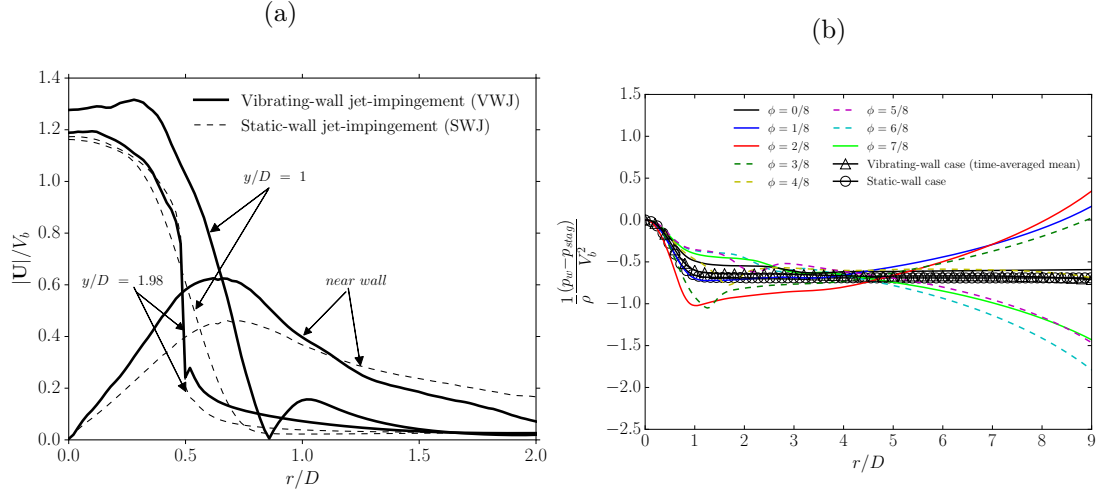 (a)
(b)
1.4
1.2
1.0
0.8
0.6
0.4
0.2
0.0
|U|/V_b
Vibrating-wall jet-impingement (VWJ)
Static-wall jet-impingement (SWJ)
y/D = 1
y/D = 1.98
near wall
0.0 0.5 1.0 1.5 2.0
r/D
1.5
1.0
0.5
0.0
−0.5
−1.0
−1.5
−2.0
−2.5
1/ρ (p_w−p_stag)/V_b^2
ϕ = 0/8
ϕ = 1/8
ϕ = 2/8
ϕ = 3/8
ϕ = 4/8
ϕ = 5/8
ϕ = 6/8
ϕ = 7/8
Vibrating-wall case (time-averaged mean)
Static-wall case
0 1 2 3 4 5 6 7 8 9
r/D